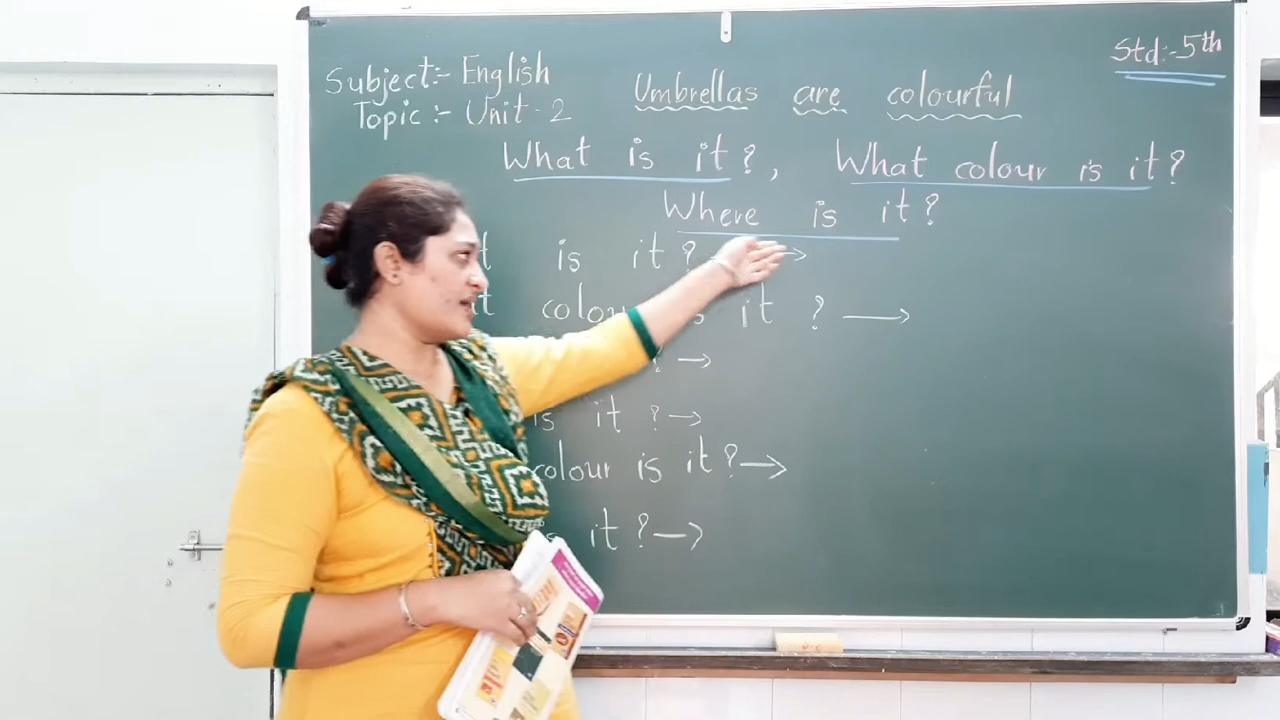 Std:-5th
Subject:- English
Topic:- Unit-2
Umbrellas are colourful
What is it?, What colour is it?
Where is it?
is it? →
colour is it? →
? →
is it? →
colour is it? →
it? →